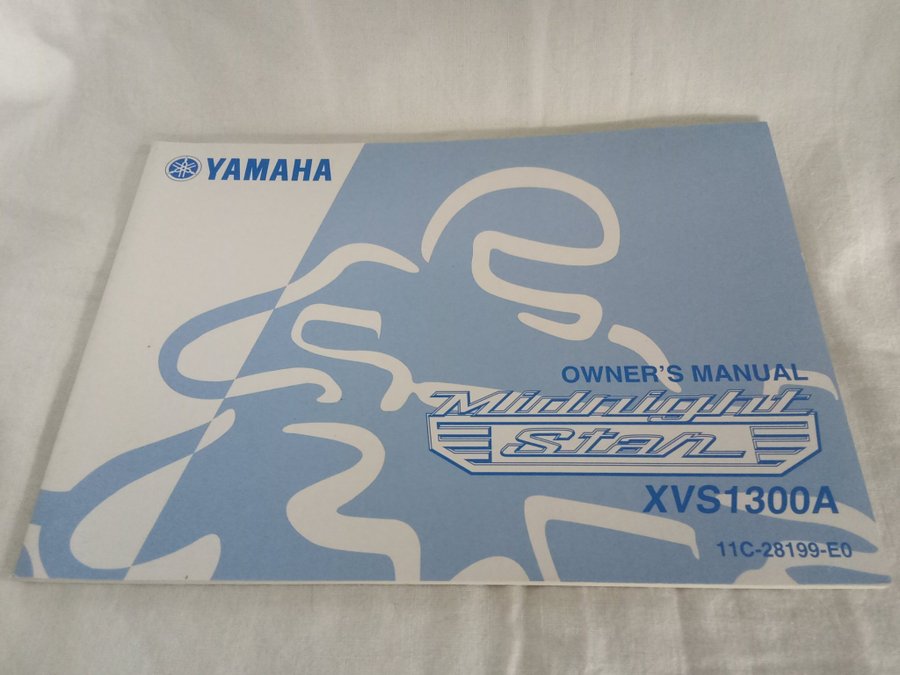 YAMAHA
OWNER'S MANUAL
Midnight
Star
XVS1300A
11C-28199-E0